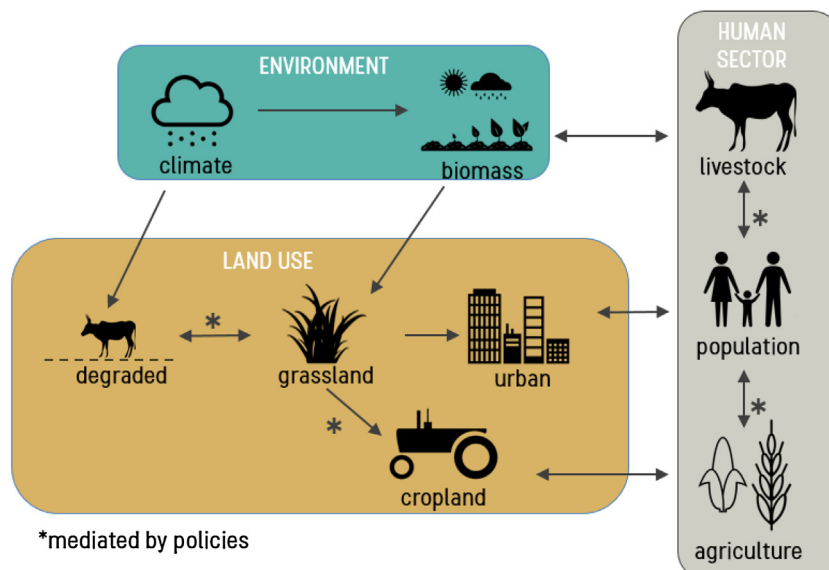 ENVIRONMENT
climate
biomass
HUMAN
SECTOR
livestock
*
population
*
agriculture
LAND USE
degraded
*
grassland
urban
*
cropland
*mediated by policies